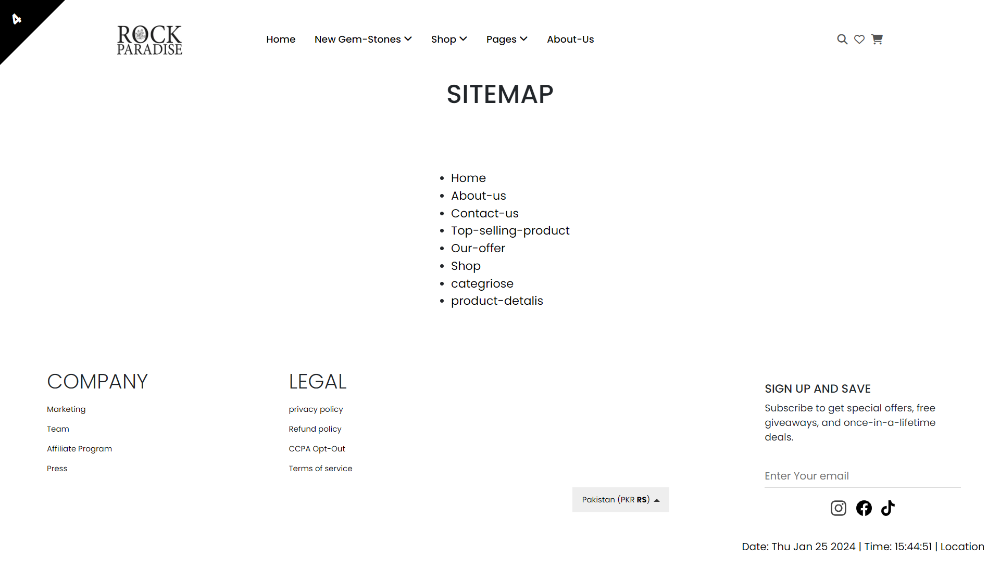 4
ROCK
PARADISE
Home New Gem-Stones Shop Pages About-Us
SITEMAP
Home
About-us
Contact-us
Top-selling-product
Our-offer
Shop
categriose
product-detalis
COMPANY
Marketing
Team
Affiliate Program
Press
LEGAL
privacy policy
Refund policy
CCPA Opt-Out
Terms of service
Pakistan (PKR RS)
SIGN UP AND SAVE
Subscribe to get special offers, free
giveaways, and once-in-a-lifetime
deals.
Enter Your email
Date: Thu Jan 25 2024 | Time: 15:44:51 | Location